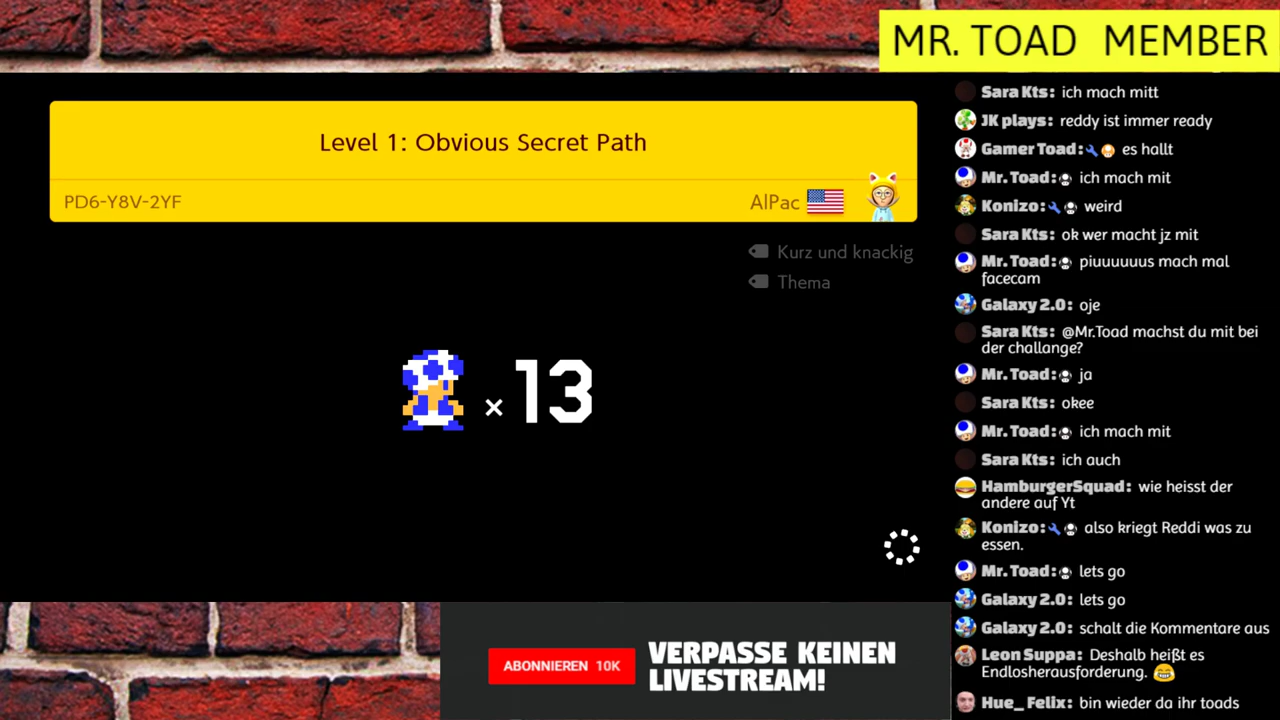 MR. TOAD MEMBER
Level 1: Obvious Secret Path
PD6-Y8V-2YF
AlPac
Kurz und knackig
Thema
× 13
ABONNIEREN 10K
VERPASSE KEINEN
LIVESTREAM!
Sara Kts: ich mach mitt
JK plays: reddy ist immer ready
Gamer Toad: es hallt
Mr. Toad: ich mach mit
Konizo: weird
Sara Kts: ok wer macht jz mit
Mr. Toad: piuuuuuus mach mal
facecam
Galaxy 2.0: oje
Sara Kts: @Mr.Toad machst du mit bei
der challange?
Mr. Toad: ja
Sara Kts: okee
Mr. Toad: ich mach mit
Sara Kts: ich auch
HamburgerSquad: wie heisst der
andere auf Yt
Konizo: also kriegt Reddi was zu
essen.
Mr. Toad: lets go
Galaxy 2.0: lets go
Galaxy 2.0: schalt die Kommentare aus
Leon Suppa: Deshalb heißt es
Endlosherausforderung. 😂
Hue_Felix: bin wieder da ihr toads